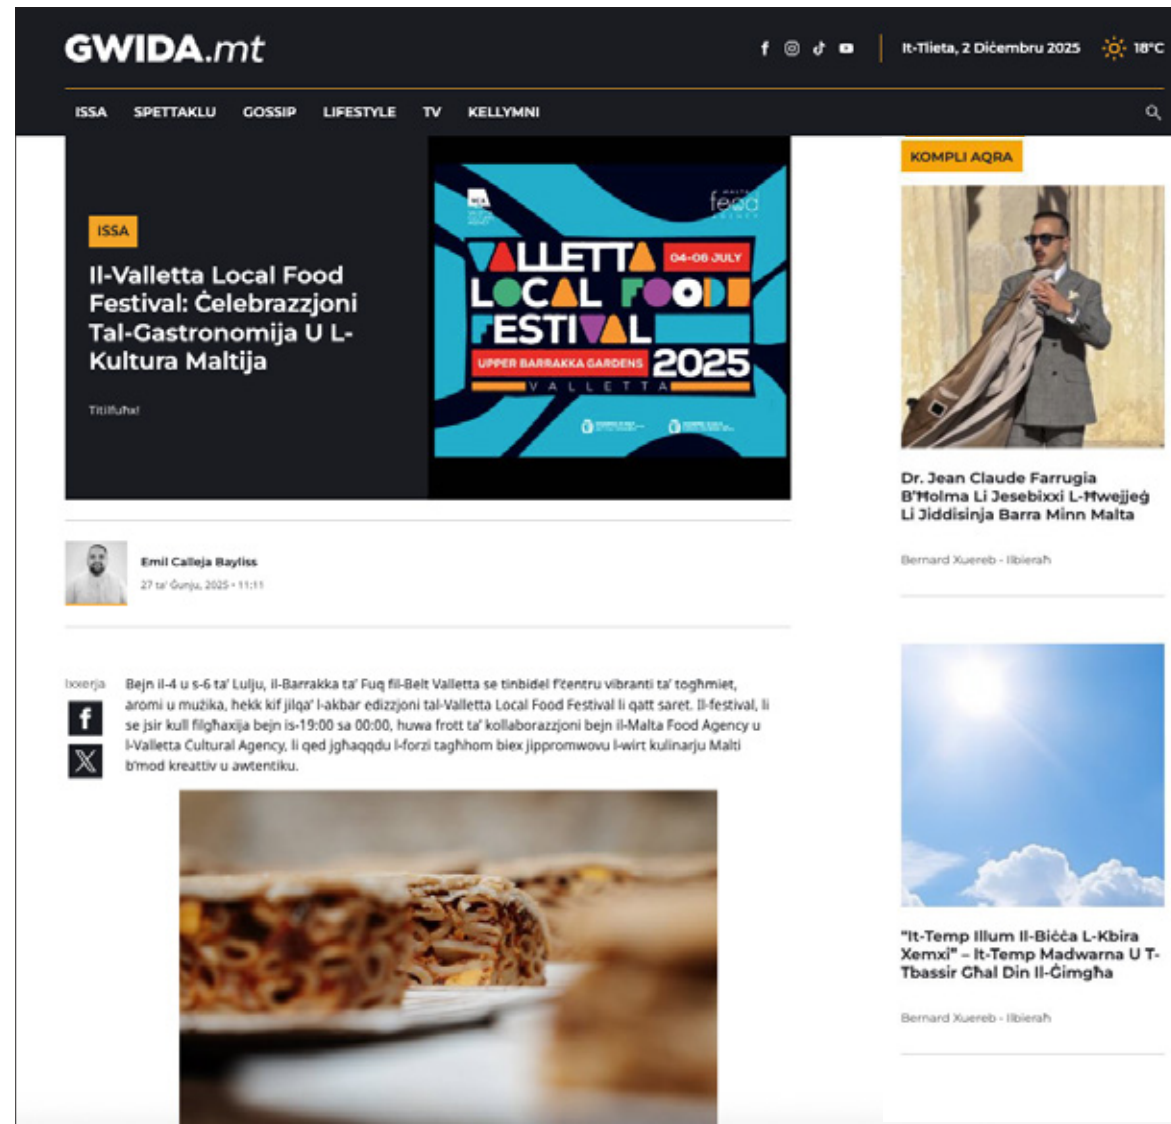 GWIDA.mt
It-Tlieta, 2 Diċembru 2025
18°C
ISSA SPETTAKLU GOSSIP LIFESTYLE TV KELLYMNI
ISSA
Il-Valletta Local Food
Festival: Ċelebrazzjoni
Tal-Gastronomija U L-
Kultura Maltija
Titilfuhx!
malta
food
agency
VALLETTA
04-06 JULY
LOCAL FOOD
FESTIVAL
UPPER BARRAKKA GARDENS 2025
VALLETTA
Emil Calleja Bayliss
27 ta' Ġunju, 2025 • 11:11
Ixxerja
Bejn il-4 u s-6 ta' Lulju, il-Barrakka ta' Fuq fil-Belt Valletta se tinbidel f'ċentru vibranti ta' togħmiet,
aromi u mużika, hekk kif jilqa' l-akbar edizzjoni tal-Valletta Local Food Festival li qatt saret. Il-festival, li
se jsir kull filgħaxija bejn is-19:00 sa 00:00, huwa frott ta' kollaborazzjoni bejn il-Malta Food Agency u
l-Valletta Cultural Agency, li qed jgħaqqdu l-forzi tagħhom biex jippromwovu l-wirt kulinarju Malti
b'mod kreattiv u awtentiku.
KOMPLI AQRA
Dr. Jean Claude Farrugia
B'Ħolma Li Jesebixxi L-Ħwejjeġ
Li Jiddisinja Barra Minn Malta
Bernard Xuereb - Ilbieraħ
"It-Temp Illum Il-Biċċa L-Kbira
Xemxi" – It-Temp Madwarna U T-
Tbassir Għal Din Il-Ġimgħa
Bernard Xuereb - Ilbieraħ